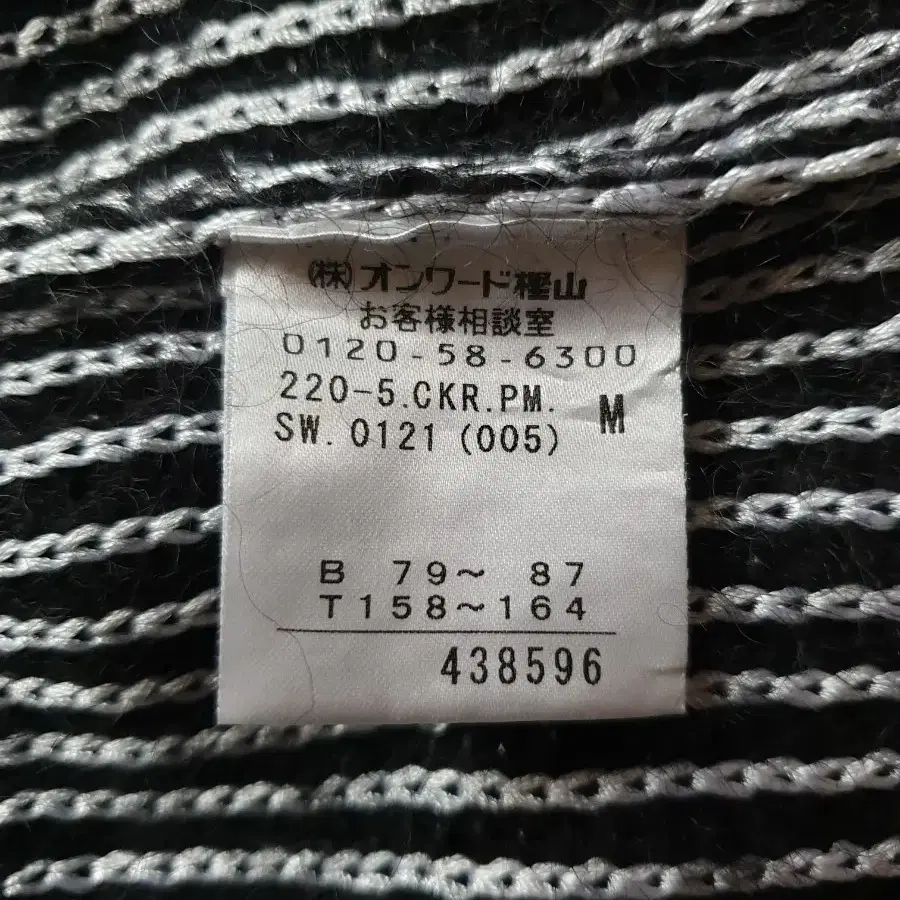 (株)オンワード樫山
お客様相談室
0120-58-6300
220-5.CKR.PM. M
SW. 0121 (005)
B 79～ 87
T158～164
438596